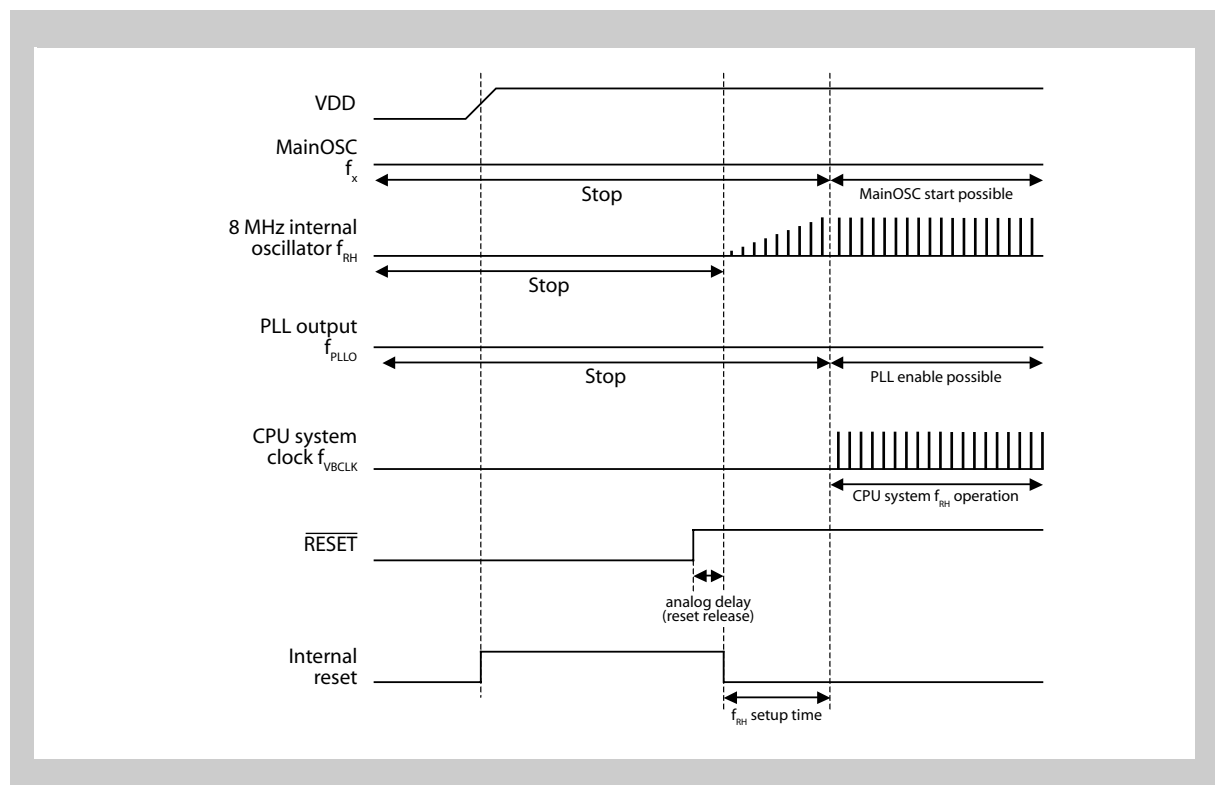 VDD
MainOSC
fx
Stop
MainOSC start possible
8 MHz internal
oscillator fRH
Stop
PLL output
fPLLO
Stop
PLL enable possible
CPU system
clock fVBCLK
CPU system fRH operation
RESET
analog delay
(reset release)
Internal
reset
fRH setup time